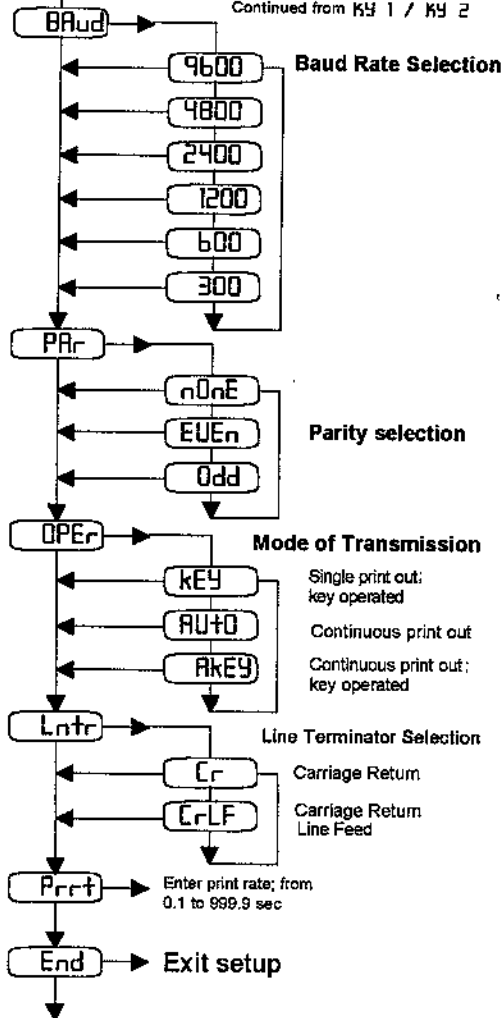 Continued from KY 1 / KY 2
BAud
9600
Baud Rate Selection
4800
2400
1200
600
300
PAr
nOnE
EUEn
Parity selection
Odd
OPEr
Mode of Transmission
kEY
Single print out;
key operated
AUtO
Continuous print out
AkEY
Continuous print out;
key operated
Lntr
Line Terminator Selection
Cr
Carriage Return
CrLF
Carriage Return
Line Feed
Prrt
Enter print rate; from
0.1 to 999.9 sec
End
Exit setup